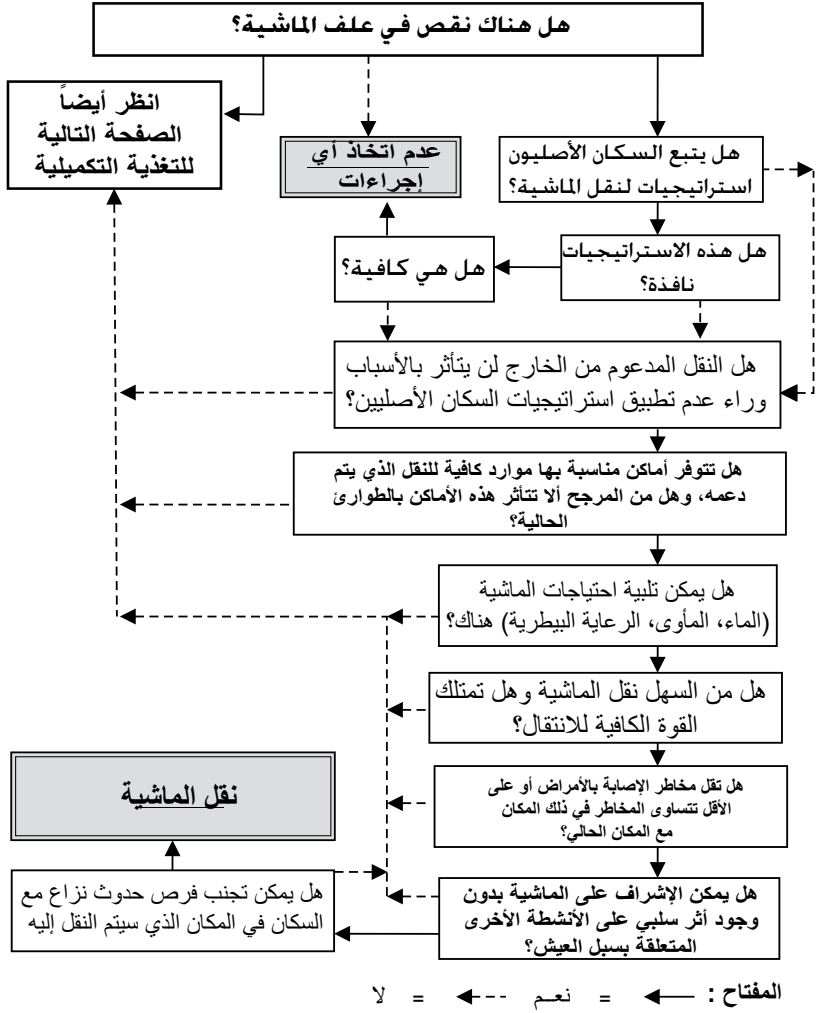 هل هناك نقص في علف الماشية؟
انظر أيضاً
الصفحة التالية
للتغذية التكميلية
عدم اتخاذ أي
إجراءات
هل يتبع السكان الأصليون
استراتيجيات لنقل الماشية؟
هل هذه الاستراتيجيات
نافذة؟
هل هي كافية؟
هل النقل المدعوم من الخارج لن يتأثر بالأسباب
وراء عدم تطبيق استراتيجيات السكان الأصليين؟
هل تتوفر أماكن مناسبة بها موارد كافية للنقل الذي يتم
دعمه، وهل من المرجح ألا تتأثر هذه الأماكن بالطوارئ
الحالية؟
هل يمكن تلبية احتياجات الماشية
(الماء، المأوى، الرعاية البيطرية) هناك؟
هل من السهل نقل الماشية وهل تمتلك
القوة الكافية للانتقال؟
هل تقل مخاطر الإصابة بالأمراض أو على
الأقل تتساوى المخاطر في ذلك المكان
مع المكان الحالي؟
هل يمكن الإشراف على الماشية بدون
وجود أثر سلبي على الأنشطة الأخرى
المتعلقة بسبل العيش؟
هل يمكن تجنب فرص حدوث نزاع مع
السكان في المكان الذي سيتم النقل إليه
نقل الماشية
المفتاح : = نعم = لا